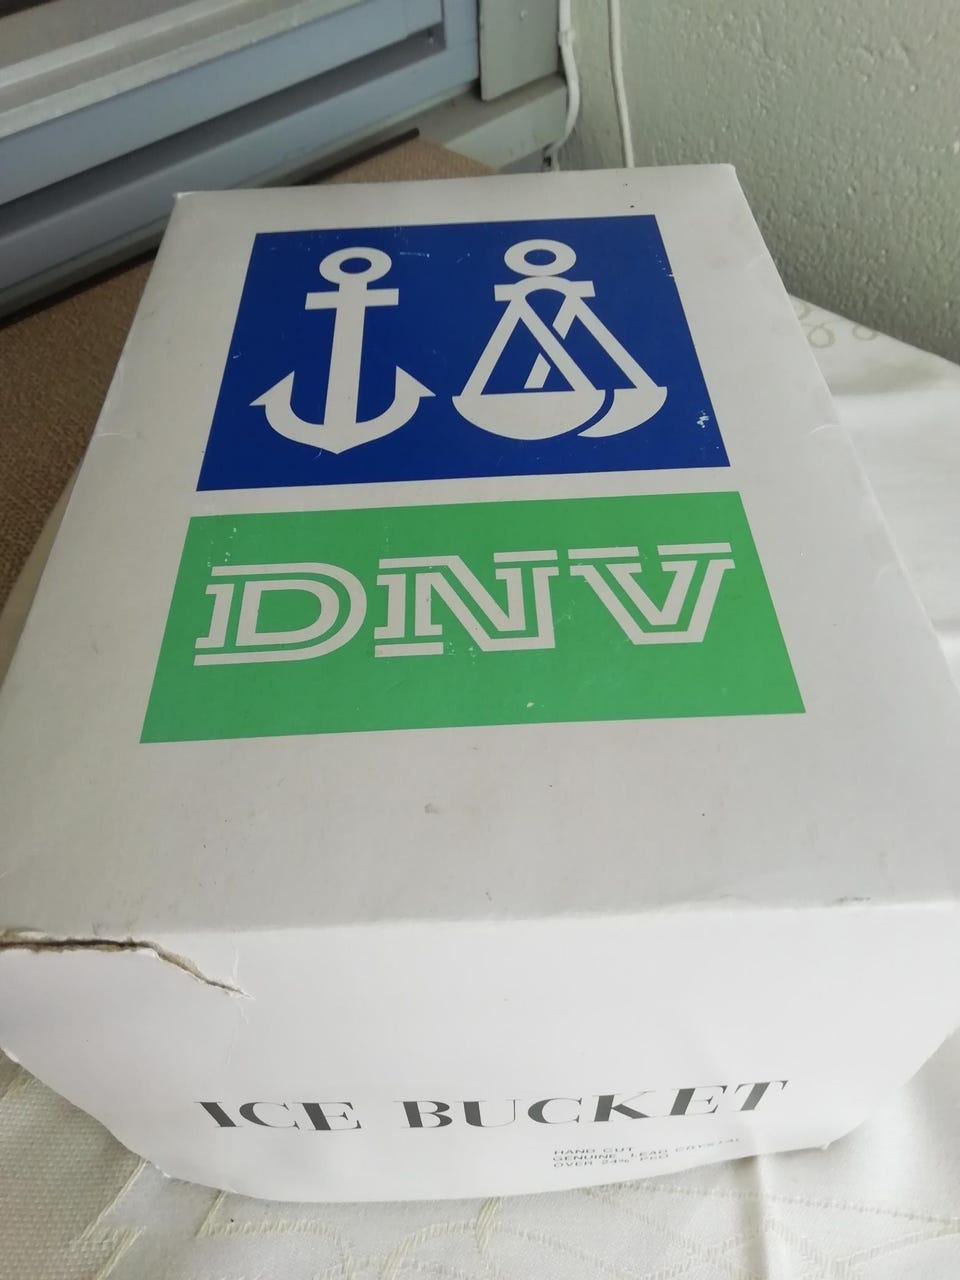 DNV
ICE BUCKET
HAND CUT
GENUINE LEAD CRYSTAL
OVER 24% PBO